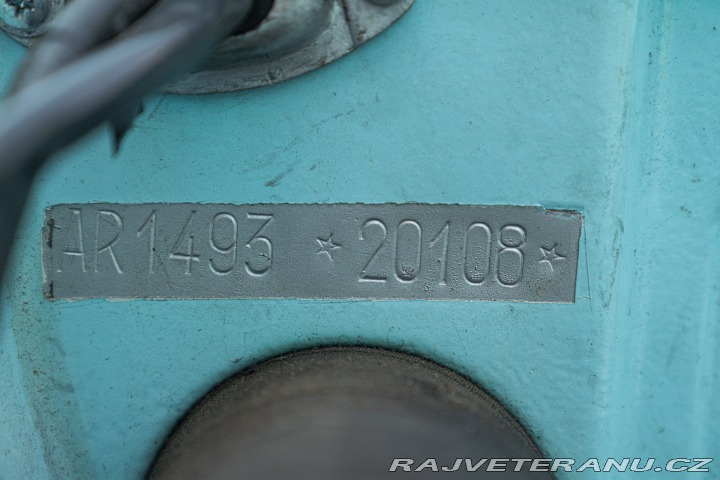 AR1493 ☆ 20108 ☆
RAJVETERANU.CZ